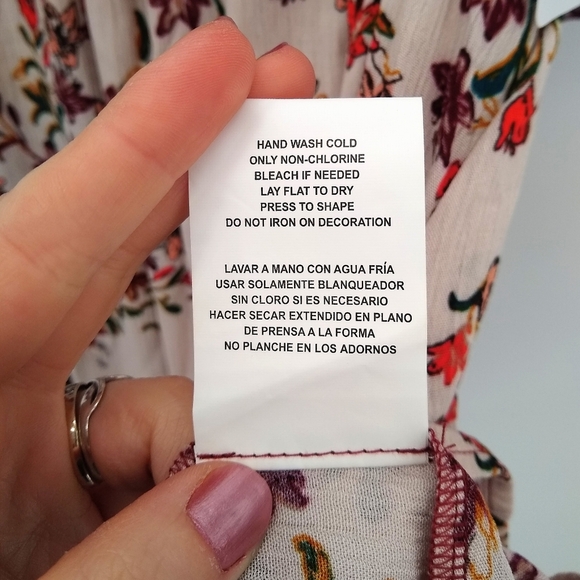 HAND WASH COLD
ONLY NON-CHLORINE
BLEACH IF NEEDED
LAY FLAT TO DRY
PRESS TO SHAPE
DO NOT IRON ON DECORATION
LAVAR A MANO CON AGUA FRÍA
USAR SOLAMENTE BLANQUEADOR
SIN CLORO SI ES NECESARIO
HACER SECAR EXTENDIDO EN PLANO
DE PRENSA A LA FORMA
NO PLANCHE EN LOS ADORNOS